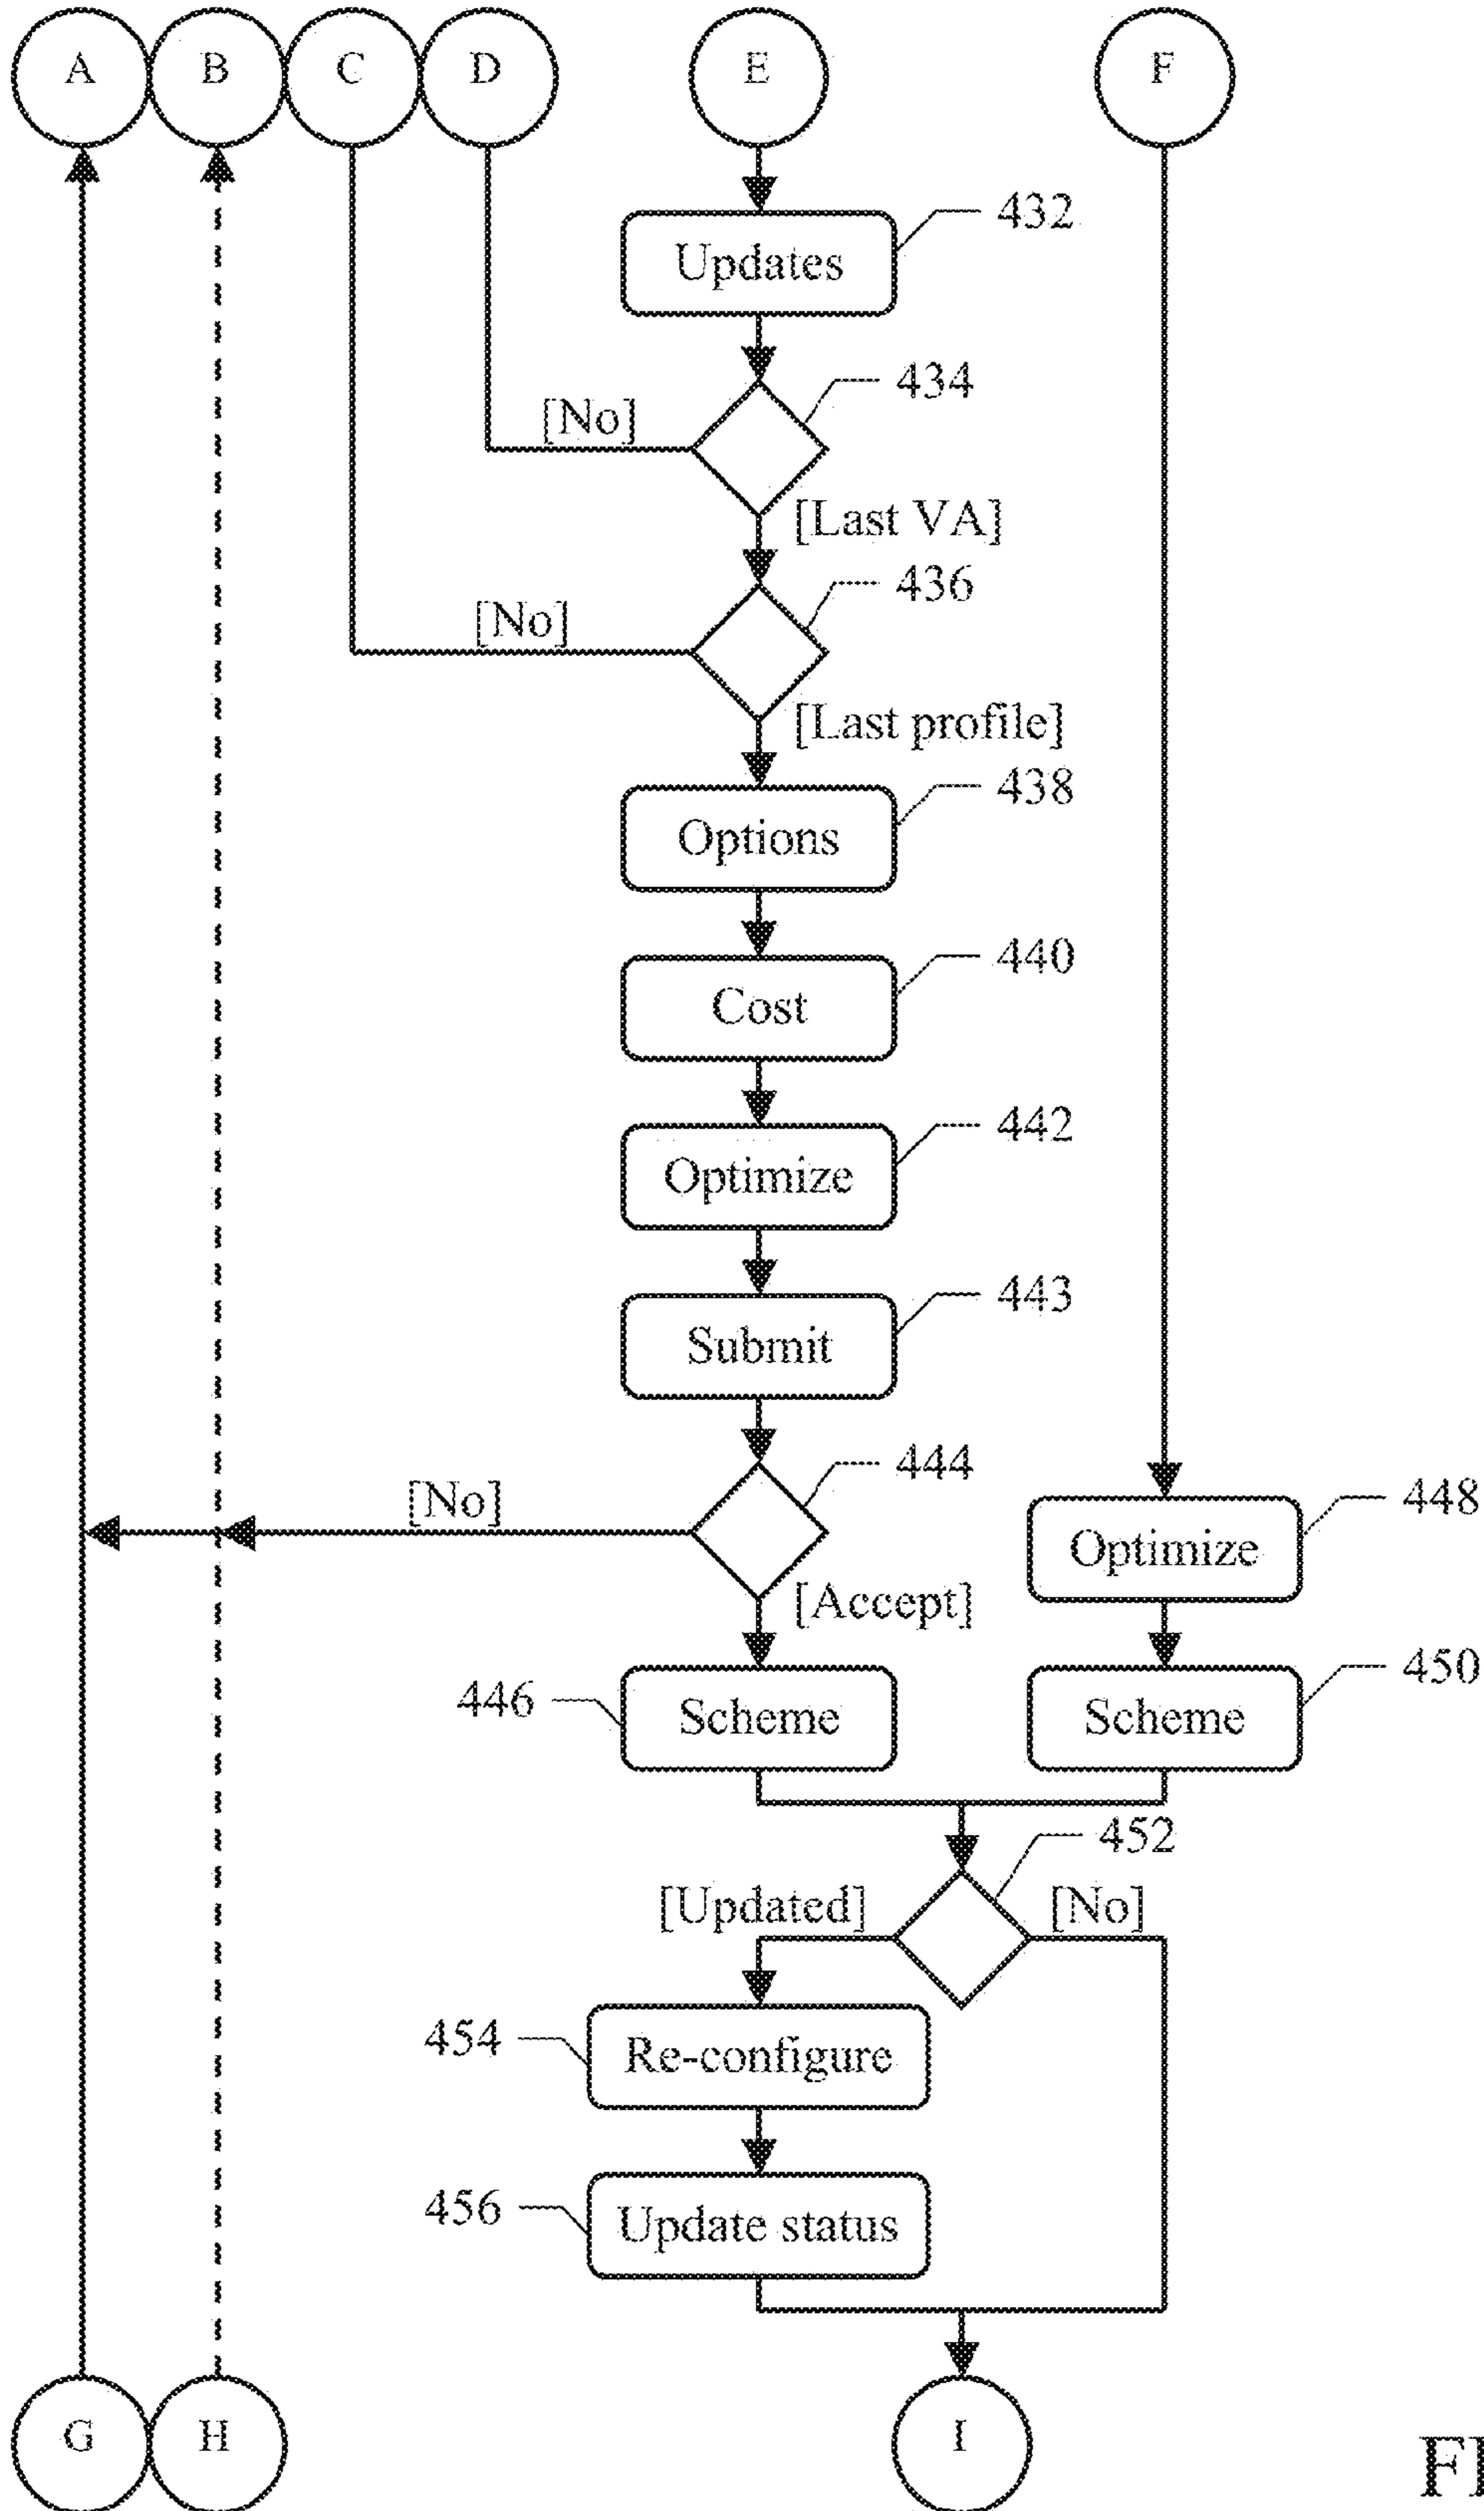 A B C D E F
432
Updates
434
[No]
[Last VA]
436
[No]
[Last profile]
438
Options
440
Cost
442
Optimize
443
Submit
444
[No]
448
Optimize
[Accept]
446
Scheme
450
Scheme
452
[Updated]
[No]
454
Re-configure
456
Update status
G H I